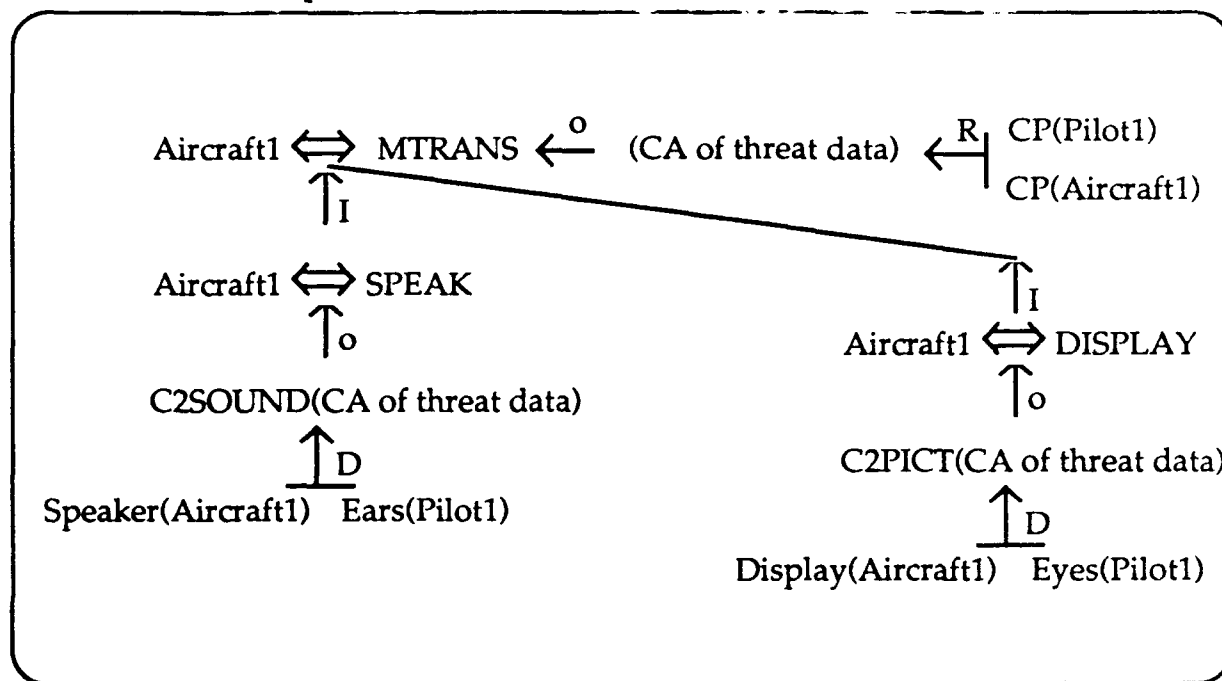 Aircraft1 ⇔ MTRANS ← o (CA of threat data) ← R CP(Pilot1)
CP(Aircraft1)
I
Aircraft1 ⇔ SPEAK
I
o
Aircraft1 ⇔ DISPLAY
C2SOUND(CA of threat data)
o
D
C2PICT(CA of threat data)
Speaker(Aircraft1) Ears(Pilot1)
D
Display(Aircraft1) Eyes(Pilot1)